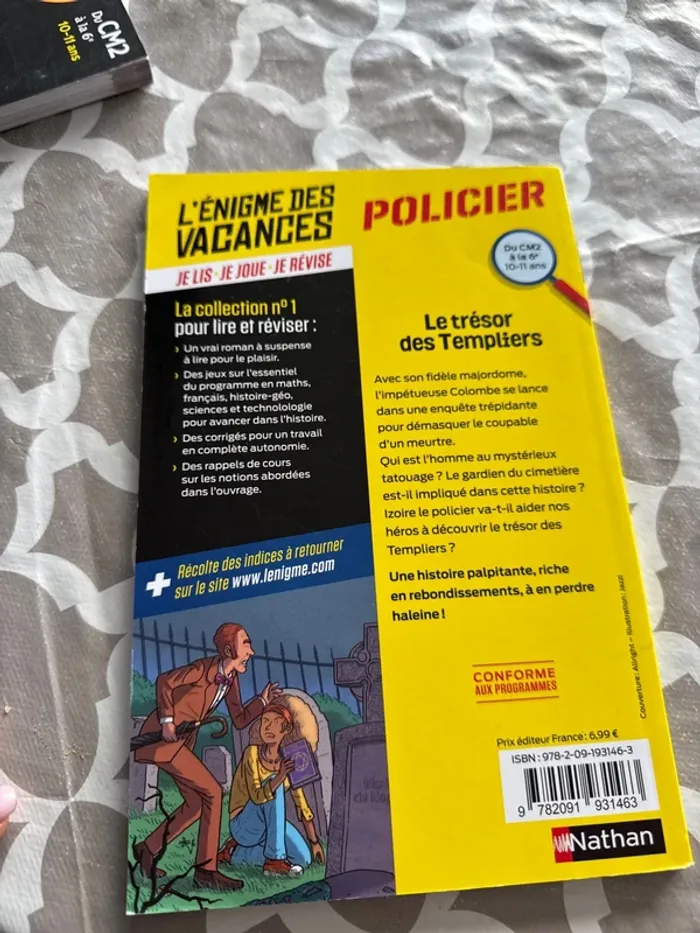 Du CM2
à la 6e
10-11 ans
L'ÉNIGME DES
VACANCES
JE LIS · JE JOUE · JE RÉVISE
POLICIER
Du CM2
à la 6e
10-11 ans
La collection n° 1
pour lire et réviser :
› Un vrai roman à suspense
à lire pour le plaisir.
› Des jeux sur l'essentiel
du programme en maths,
français, histoire-géo,
sciences et technolologie
pour avancer dans l'histoire.
› Des corrigés pour un travail
en complète autonomie.
› Des rappels de cours
sur les notions abordées
dans l'ouvrage.
+ Récolte des indices à retourner
sur le site www.lenigme.com
Le trésor
des Templiers
Avec son fidèle majordome,
l'impétueuse Colombe se lance
dans une enquête trépidante
pour démasquer le coupable
d'un meurtre.
Qui est l'homme au mystérieux
tatouage ? Le gardien du cimetière
est-il impliqué dans cette histoire ?
Izoire le policier va-t-il aider nos
héros à découvrir le trésor des
Templiers ?
Une histoire palpitante, riche
en rebondissements, à en perdre
haleine !
CONFORME
AUX PROGRAMMES
Couverture : Allright – Illustration : Jazzi
Prix éditeur France : 6,99 €
ISBN : 978-2-09-193146-3
9 782091 931463
Nathan